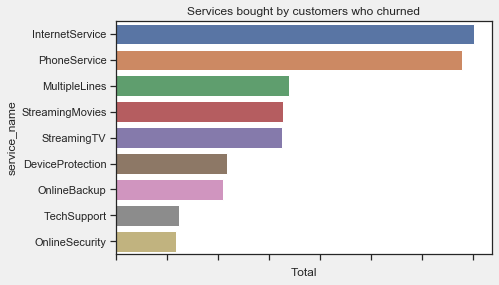 Services bought by customers who churned
InternetService
PhoneService
MultipleLines
StreamingMovies
StreamingTV
DeviceProtection
OnlineBackup
TechSupport
OnlineSecurity
service_name
Total